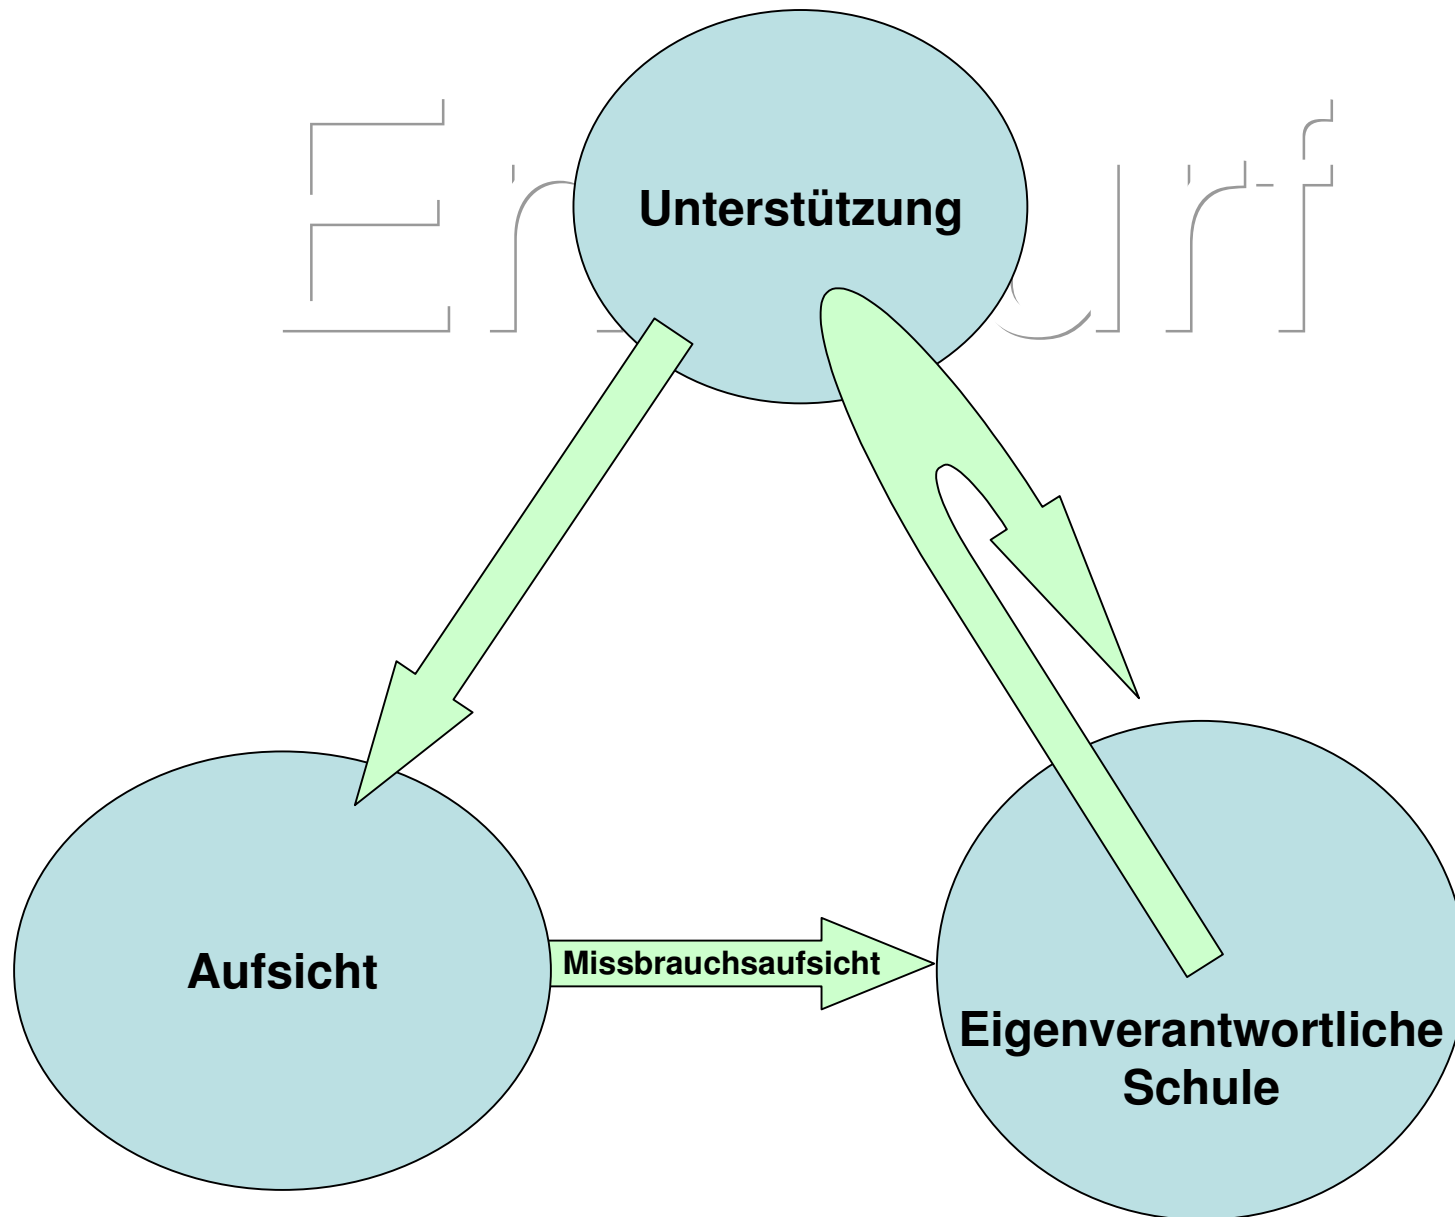 Unterstützung
Aufsicht
Missbrauchsaufsicht
Eigenverantwortliche
Schule